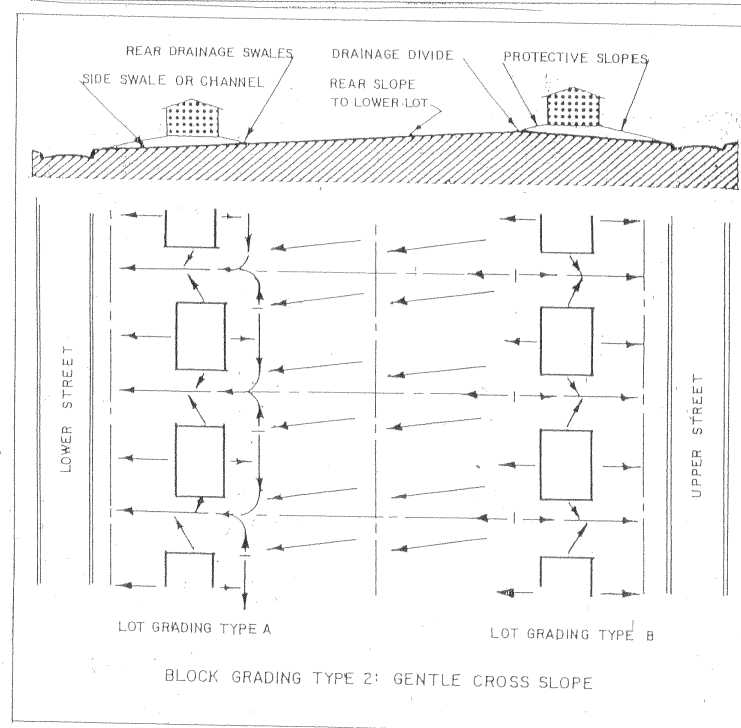 REAR DRAINAGE SWALES
DRAINAGE DIVIDE
PROTECTIVE SLOPES
SIDE SWALE OR CHANNEL
REAR SLOPE
TO LOWER LOT
LOWER STREET
UPPER STREET
LOT GRADING TYPE A
LOT GRADING TYPE B
BLOCK GRADING TYPE 2: GENTLE CROSS SLOPE